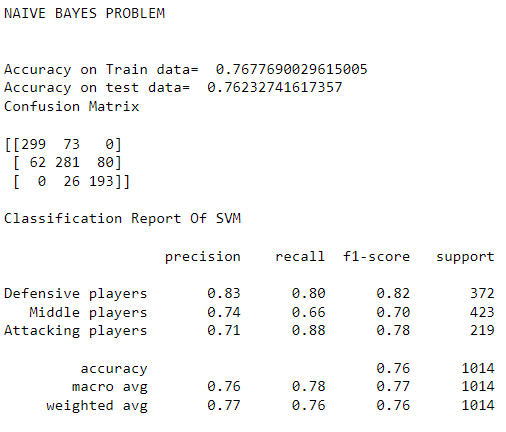 NAIVE BAYES PROBLEM
Accuracy on Train data=  0.7677690029615005
Accuracy on test data=  0.76232741617357
Confusion Matrix
[[299  73   0]
 [ 62 281  80]
 [  0  26 193]]
Classification Report Of SVM
precision    recall  f1-score   support
Defensive players       0.83      0.80      0.82       372
Middle players       0.74      0.66      0.70       423
Attacking players       0.71      0.88      0.78       219
accuracy                           0.76      1014
macro avg       0.76      0.78      0.77      1014
weighted avg       0.77      0.76      0.76      1014